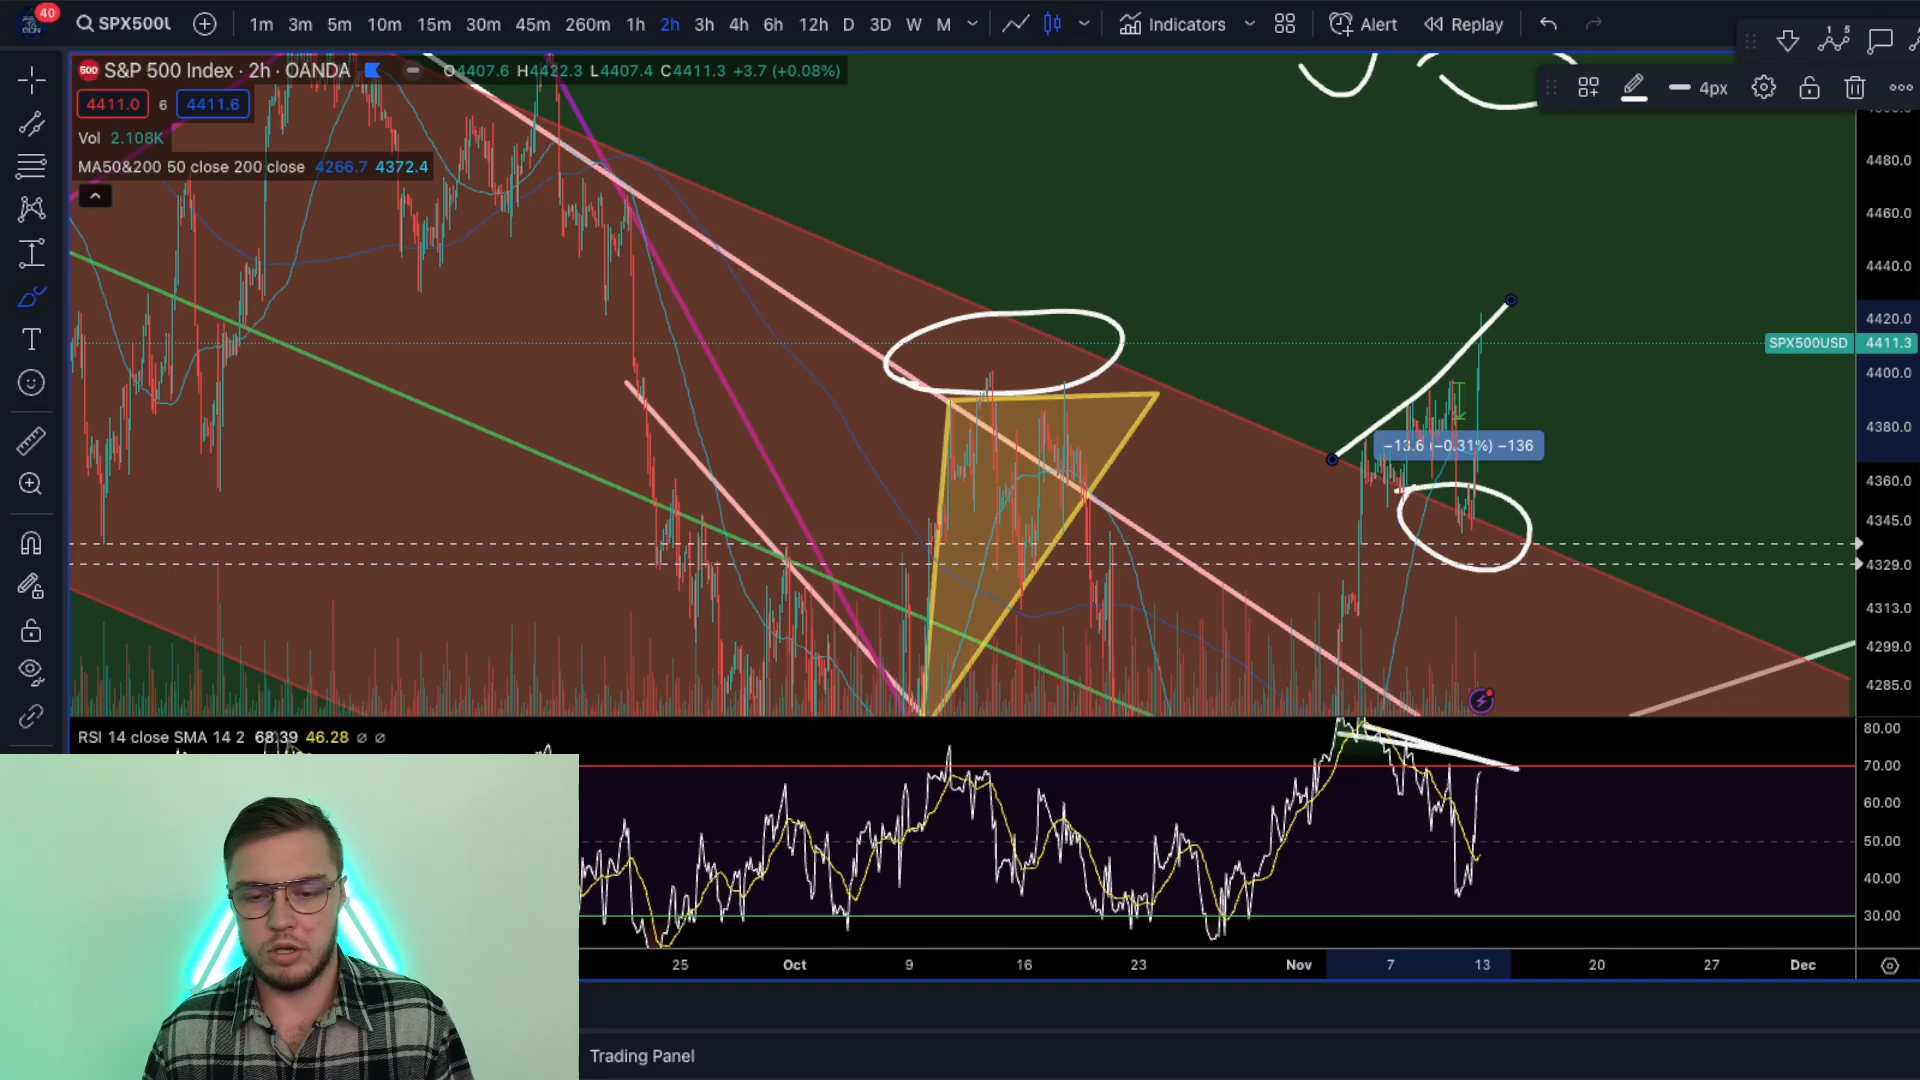 40
SPX500U
1m 3m 5m 10m 15m 30m 45m 260m 1h 2h 3h 4h 6h 12h D 3D W M
Indicators
Alert
Replay
4px
500 S&P 500 Index · 2h · OANDA
O4407.6 H4422.3 L4407.4 C4411.3 +3.7 (+0.08%)
4411.0 6 4411.6
Vol 2.108K
MA50&200 50 close 200 close 4266.7 4372.4
4480.0
4460.0
4440.0
4420.0
SPX500USD 4411.3
4400.0
4380.0
−13.6 (−0.31%) −136
4360.0
4345.0
4329.0
4313.0
4299.0
4285.0
RSI 14 close SMA 14 2 68.39 46.28 ∅ ∅
80.00
70.00
60.00
50.00
40.00
30.00
25 Oct 9 16 23 Nov 7 13 20 27 Dec
Trading Panel